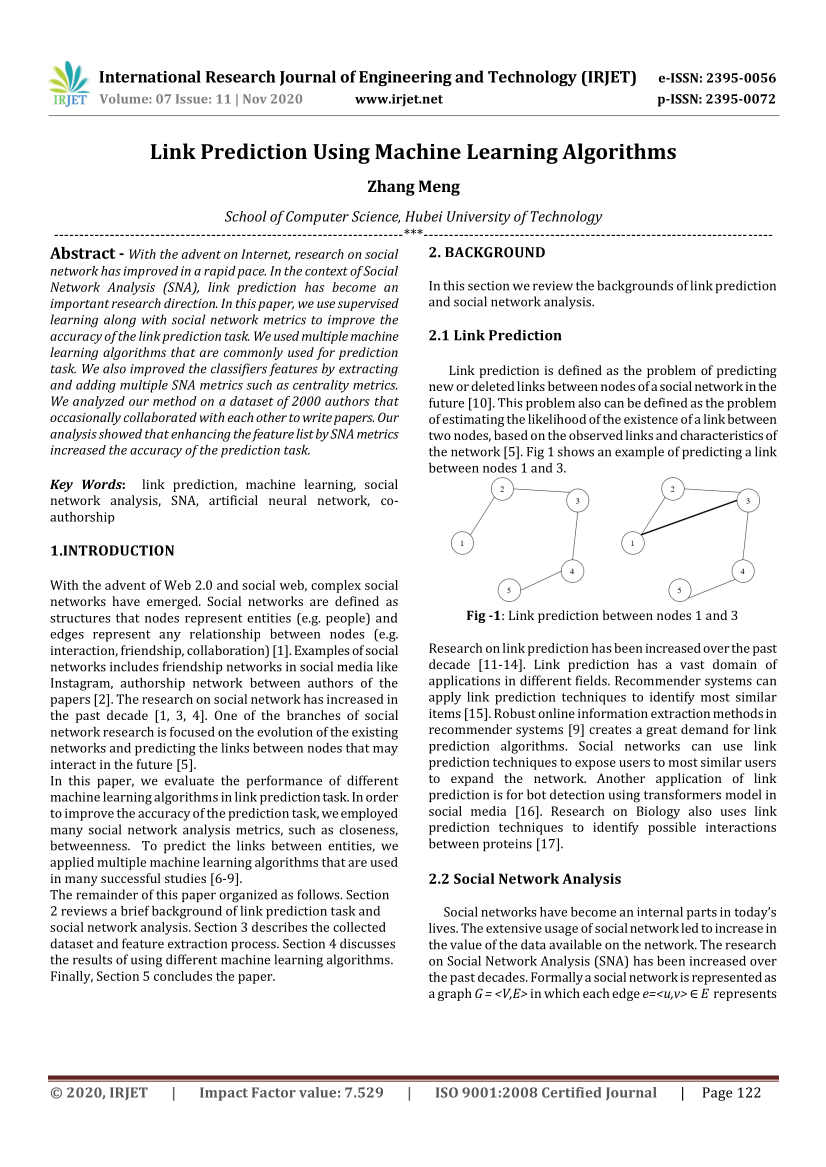 International Research Journal of Engineering and Technology (IRJET) e-ISSN: 2395-0056
IRJET Volume: 07 Issue: 11 | Nov 2020 www.irjet.net p-ISSN: 2395-0072
Link Prediction Using Machine Learning Algorithms
Zhang Meng
School of Computer Science, Hubei University of Technology
---------------------------------------------------------------------***----------------------------------------------------------------------
Abstract - With the advent on Internet, research on social
network has improved in a rapid pace. In the context of Social
Network Analysis (SNA), link prediction has become an
important research direction. In this paper, we use supervised
learning along with social network metrics to improve the
accuracy of the link prediction task. We used multiple machine
learning algorithms that are commonly used for prediction
task. We also improved the classifiers features by extracting
and adding multiple SNA metrics such as centrality metrics.
We analyzed our method on a dataset of 2000 authors that
occasionally collaborated with each other to write papers. Our
analysis showed that enhancing the feature list by SNA metrics
increased the accuracy of the prediction task.
Key Words: link prediction, machine learning, social
network analysis, SNA, artificial neural network, co-
authorship
1.INTRODUCTION
With the advent of Web 2.0 and social web, complex social
networks have emerged. Social networks are defined as
structures that nodes represent entities (e.g. people) and
edges represent any relationship between nodes (e.g.
interaction, friendship, collaboration) [1]. Examples of social
networks includes friendship networks in social media like
Instagram, authorship network between authors of the
papers [2]. The research on social network has increased in
the past decade [1, 3, 4]. One of the branches of social
network research is focused on the evolution of the existing
networks and predicting the links between nodes that may
interact in the future [5].
In this paper, we evaluate the performance of different
machine learning algorithms in link prediction task. In order
to improve the accuracy of the prediction task, we employed
many social network analysis metrics, such as closeness,
betweenness. To predict the links between entities, we
applied multiple machine learning algorithms that are used
in many successful studies [6-9].
The remainder of this paper organized as follows. Section
2 reviews a brief background of link prediction task and
social network analysis. Section 3 describes the collected
dataset and feature extraction process. Section 4 discusses
the results of using different machine learning algorithms.
Finally, Section 5 concludes the paper.
2. BACKGROUND
In this section we review the backgrounds of link prediction
and social network analysis.
2.1 Link Prediction
Link prediction is defined as the problem of predicting
new or deleted links between nodes of a social network in the
future [10]. This problem also can be defined as the problem
of estimating the likelihood of the existence of a link between
two nodes, based on the observed links and characteristics of
the network [5]. Fig 1 shows an example of predicting a link
between nodes 1 and 3.
2 2
3 3
1 1
4 4
5 5
Fig -1: Link prediction between nodes 1 and 3
Research on link prediction has been increased over the past
decade [11-14]. Link prediction has a vast domain of
applications in different fields. Recommender systems can
apply link prediction techniques to identify most similar
items [15]. Robust online information extraction methods in
recommender systems [9] creates a great demand for link
prediction algorithms. Social networks can use link
prediction techniques to expose users to most similar users
to expand the network. Another application of link
prediction is for bot detection using transformers model in
social media [16]. Research on Biology also uses link
prediction techniques to identify possible interactions
between proteins [17].
2.2 Social Network Analysis
Social networks have become an internal parts in today's
lives. The extensive usage of social network led to increase in
the value of the data available on the network. The research
on Social Network Analysis (SNA) has been increased over
the past decades. Formally a social network is represented as
a graph G = <V,E> in which each edge e=<u,v> ∈ E represents
© 2020, IRJET | Impact Factor value: 7.529 | ISO 9001:2008 Certified Journal | Page 122